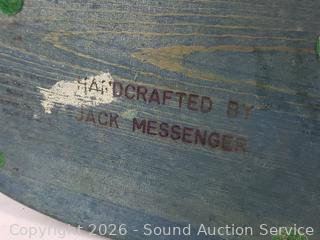 HANDCRAFTED BY
JACK MESSENGER
Copyright 2026 - Sound Auction Service